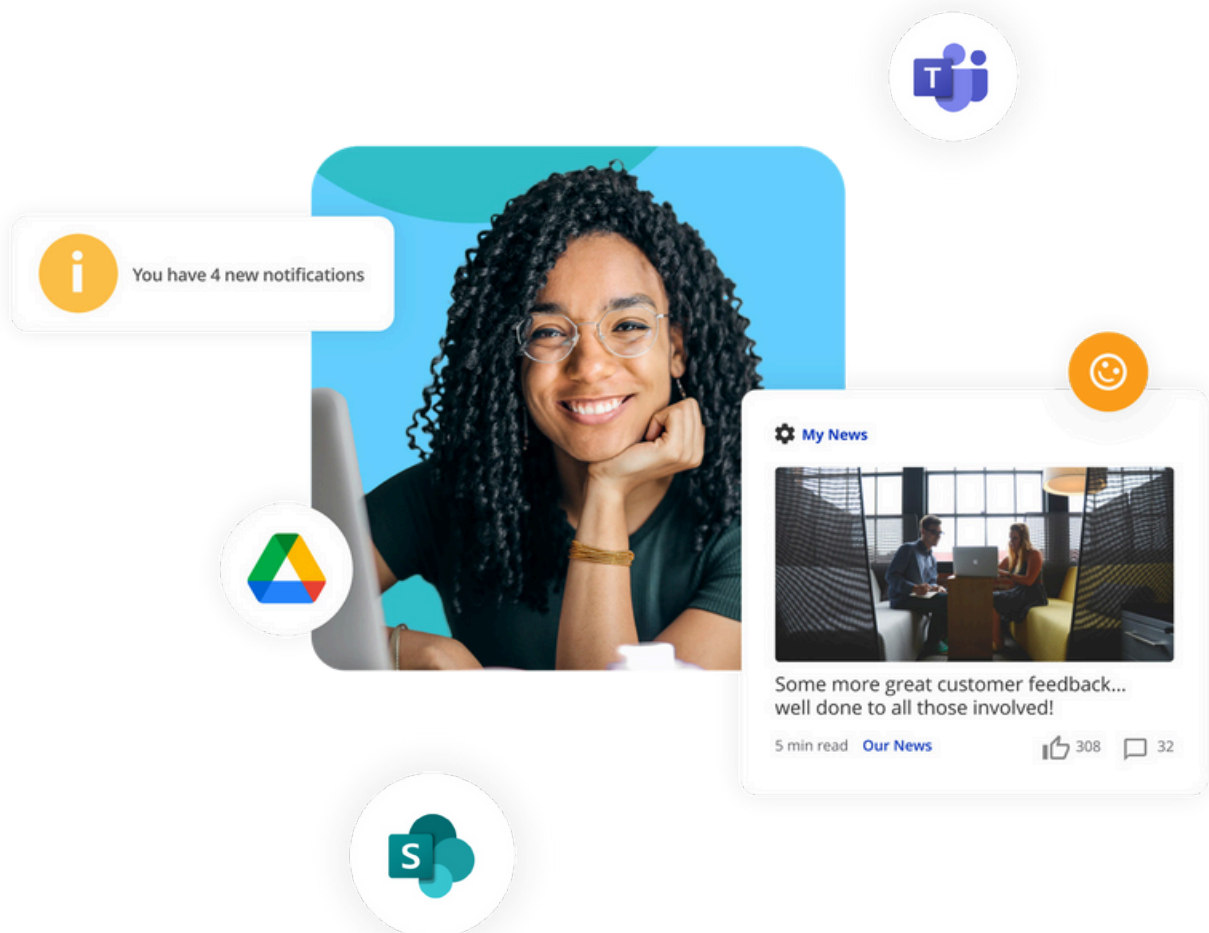 T
You have 4 new notifications
My News
Some more great customer feedback...
well done to all those involved!
5 min read Our News 308 32
S